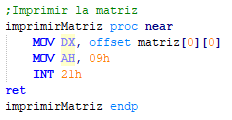 ;Imprimir la matriz
imprimirMatriz proc near
MOV DX, offset matriz[0][0]
MOV AH, 09h
INT 21h
ret
imprimirMatriz endp